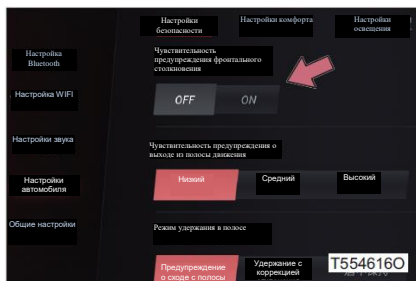 Настройки
безопасности
Настройки комфорта
Настройки
освещения
Настройка
Bluetooth
Настройка WIFI
Настройки звука
Настройки
автомобиля
Общие настройки
Чувствительность
предупреждения фронтального
столкновения
OFF
ON
Чувствительность предупреждения о
выходе из полосы движения
Низкий
Средний
Высокий
Режим удержания в полосе
Предупреждение
о сходе с полосы
Удержание с
коррекцией
T554616O